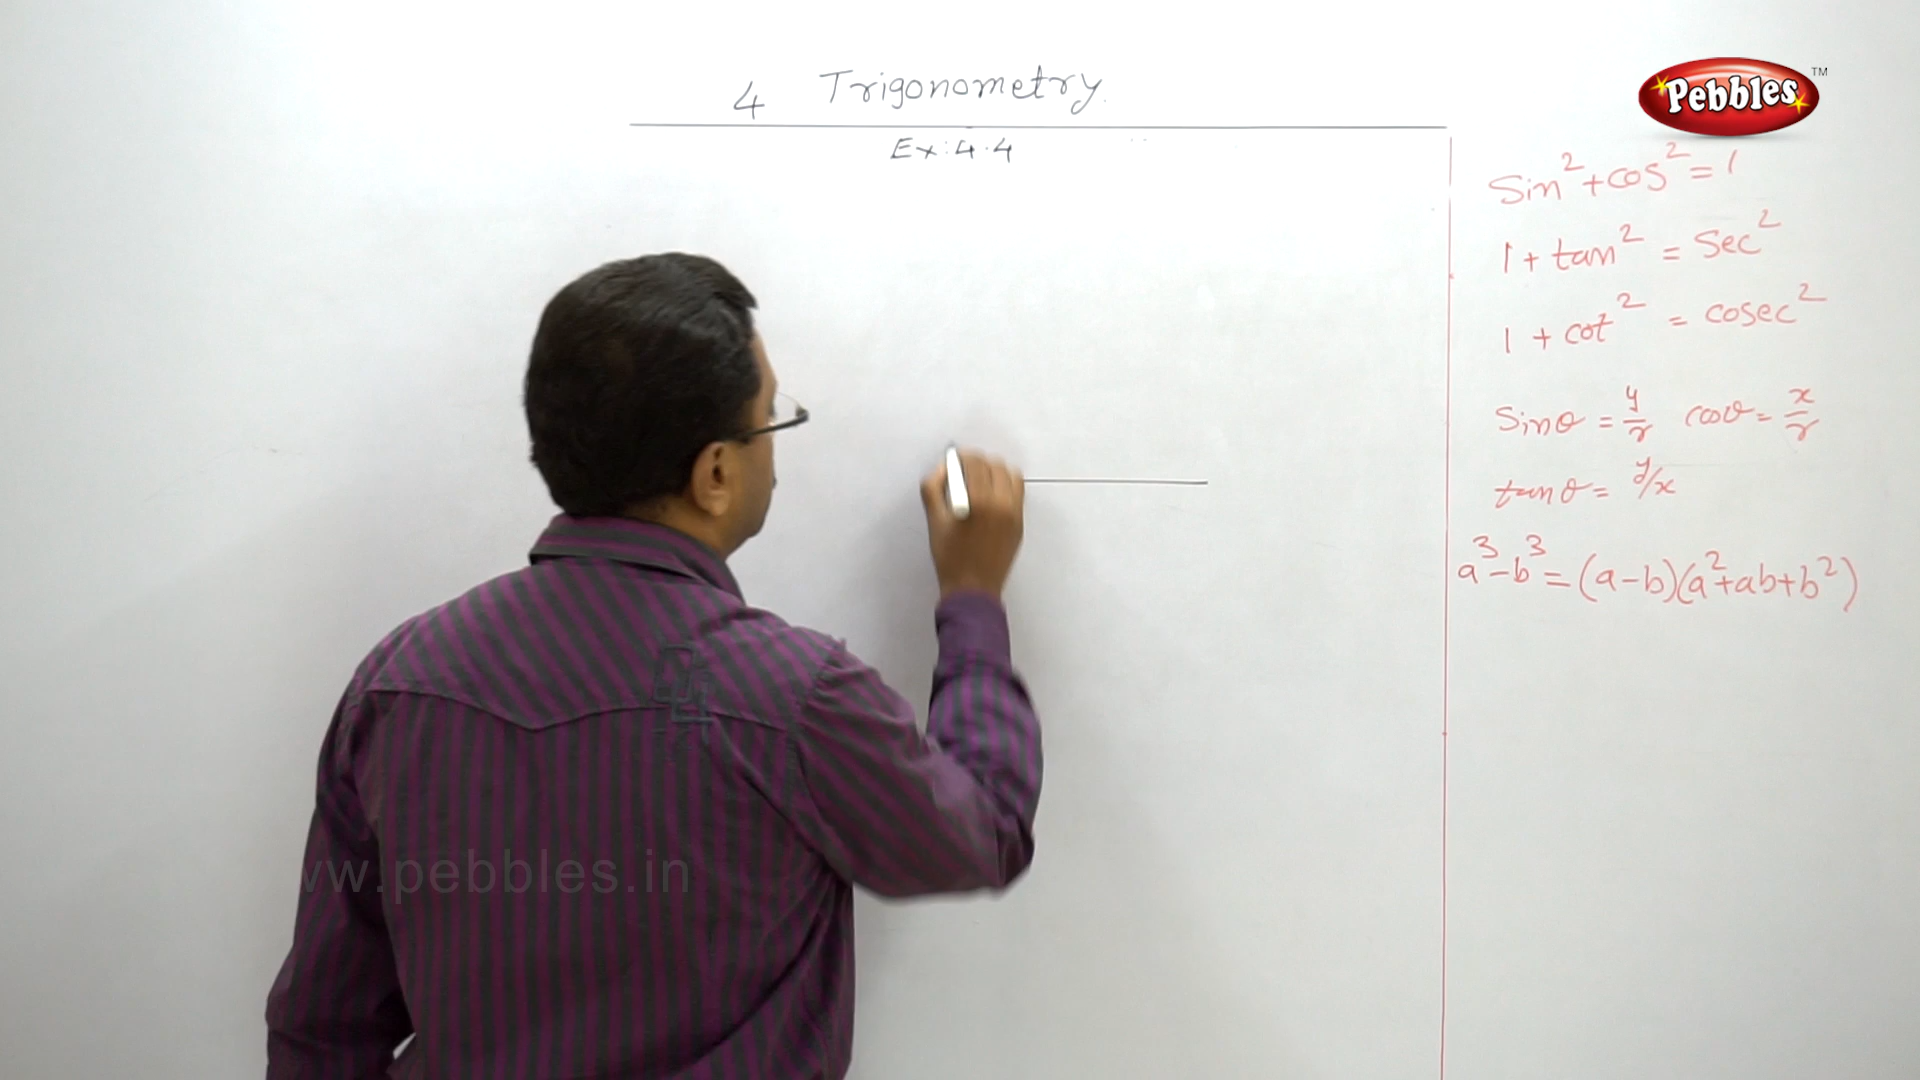 4 Trigonometry
Ex: 4.4
Pebbles TM
Sin² + cos² = 1
1 + tan² = Sec²
1 + cot² = cosec²
Sinθ = y/r cosθ = x/r
tanθ = y/x
a³-b³ = (a-b)(a²+ab+b²)
ww.pebbles.in